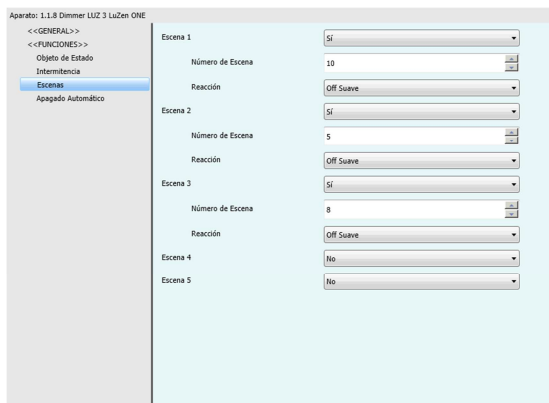 Aparato: 1.1.8 Dimmer LUZ 3 LuZen ONE
<<GENERAL>>
<<FUNCIONES>>
Objeto de Estado
Intermitencia
Escenas
Apagado Automático
Escena 1 Sí
Número de Escena 10
Reacción Off Suave
Escena 2 Sí
Número de Escena 5
Reacción Off Suave
Escena 3 Sí
Número de Escena 8
Reacción Off Suave
Escena 4 No
Escena 5 No